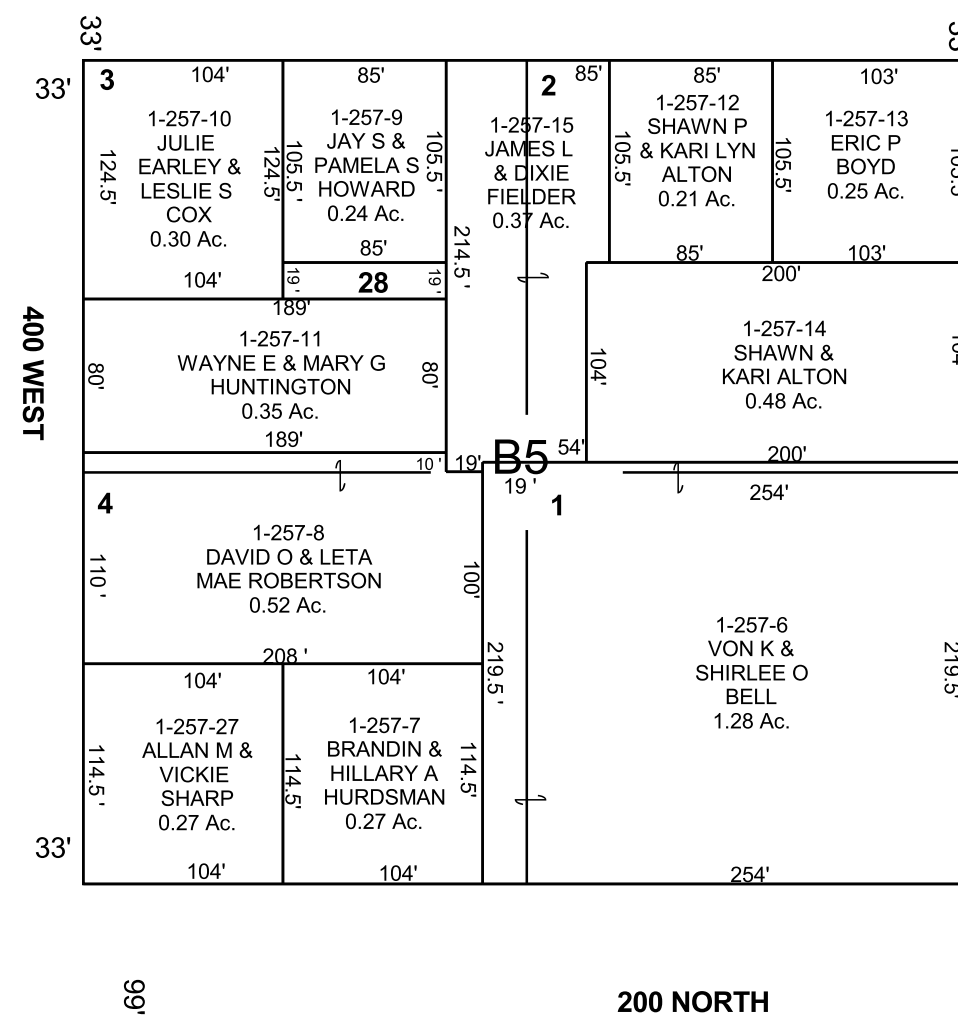 33'
33'
33'
3
104'
1-257-10
JULIE
EARLEY &
LESLIE S
COX
0.30 Ac.
124.5'
124.5'
104'
85'
1-257-9
JAY S &
PAMELA S
HOWARD
0.24 Ac.
105.5'
105.5'
85'
19'
28
19'
85'
2
1-257-15
JAMES L
& DIXIE
FIELDER
0.37 Ac.
214.5'
85'
1-257-12
SHAWN P
& KARI LYN
ALTON
0.21 Ac.
105.5'
105.5'
85'
103'
1-257-13
ERIC P
BOYD
0.25 Ac.
103'
200'
1-257-14
SHAWN &
KARI ALTON
0.48 Ac.
104'
200'
400 WEST
189'
1-257-11
WAYNE E & MARY G
HUNTINGTON
0.35 Ac.
80'
80'
189'
10'
19'
B5
54'
19'
1
254'
4
1-257-8
DAVID O & LETA
MAE ROBERTSON
0.52 Ac.
110'
100'
208'
1-257-6
VON K &
SHIRLEE O
BELL
1.28 Ac.
219.5'
219.5'
254'
104'
1-257-27
ALLAN M &
VICKIE
SHARP
0.27 Ac.
114.5'
114.5'
104'
104'
1-257-7
BRANDIN &
HILLARY A
HURDSMAN
0.27 Ac.
114.5'
104'
33'
99'
200 NORTH